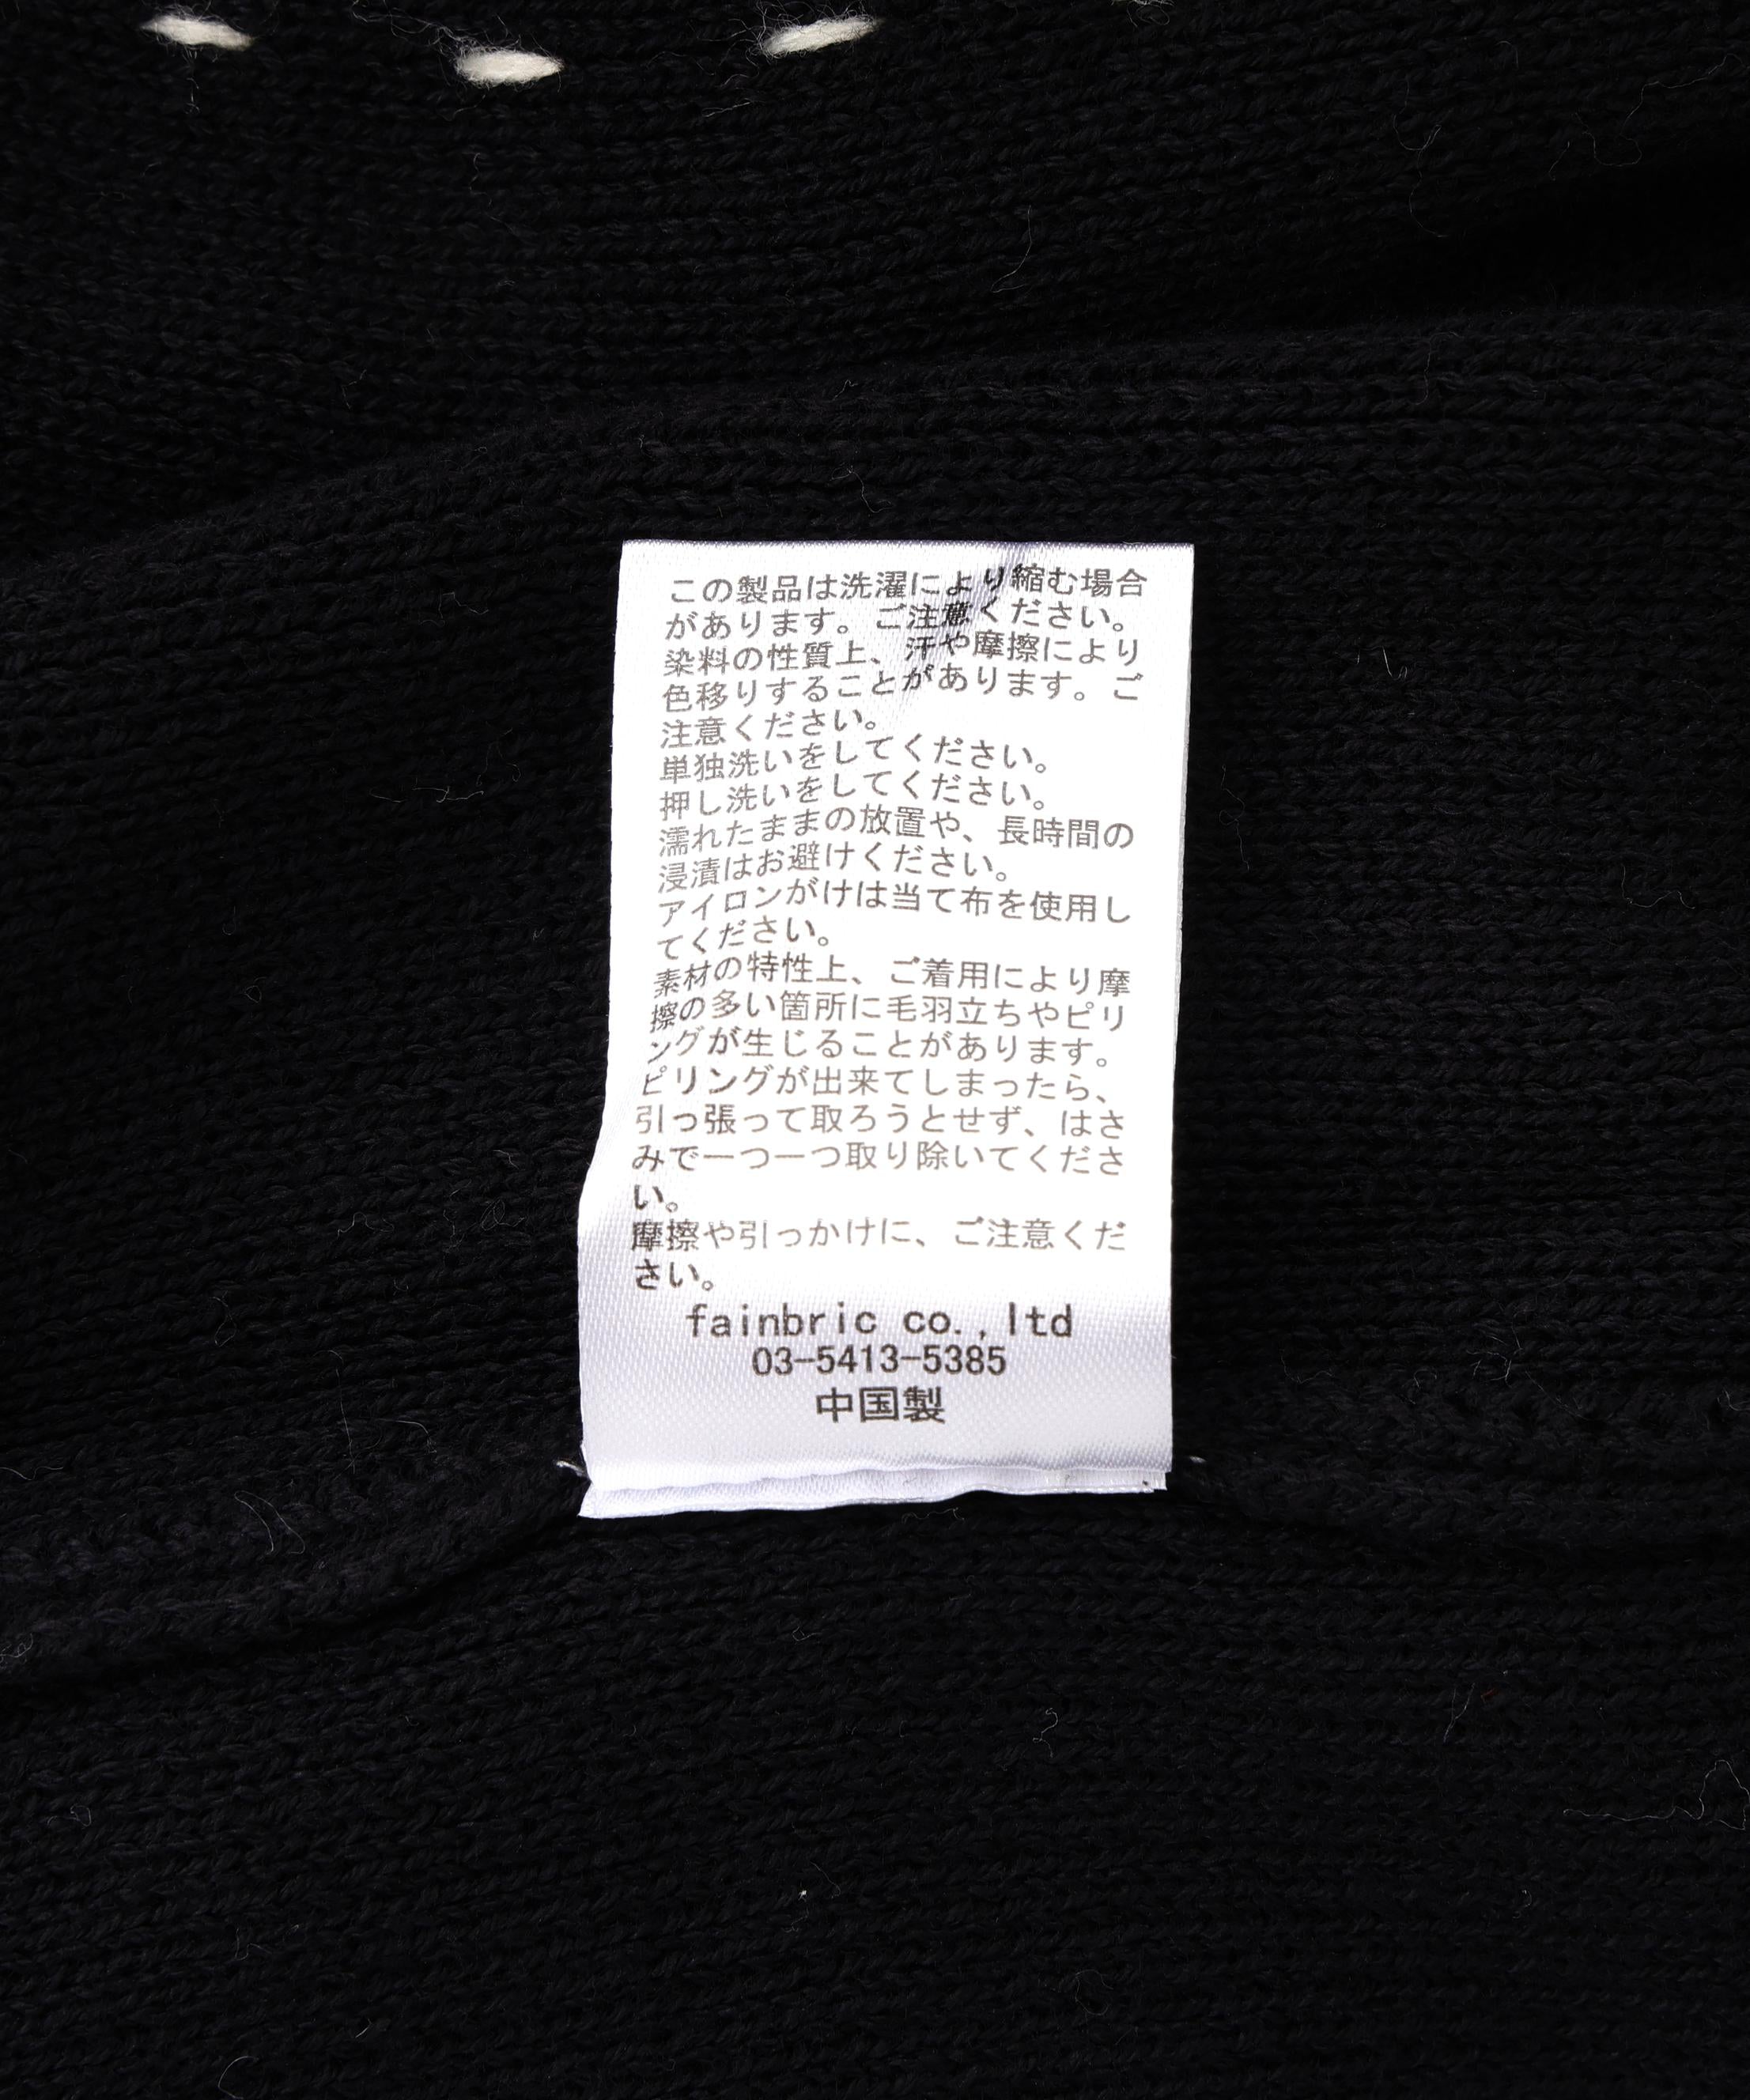 この製品は洗濯により縮む場合
があります。ご注意ください。
染料の性質上、汗や摩擦により
色移りすることがあります。ご
注意ください。
単独洗いをしてください。
押し洗いをしてください。
濡れたままの放置や、長時間の
浸漬はお避けください。
アイロンがけは当て布を使用し
てください。
素材の特性上、ご着用により摩
擦の多い箇所に毛羽立ちやピリ
ングが生じることがあります。
ピリングが出来てしまったら、
引っ張って取ろうとせず、はさ
みで一つ一つ取り除いてくださ
い。
摩擦や引っかけに、ご注意くだ
さい。
fainbric co.,ltd
03-5413-5385
中国製